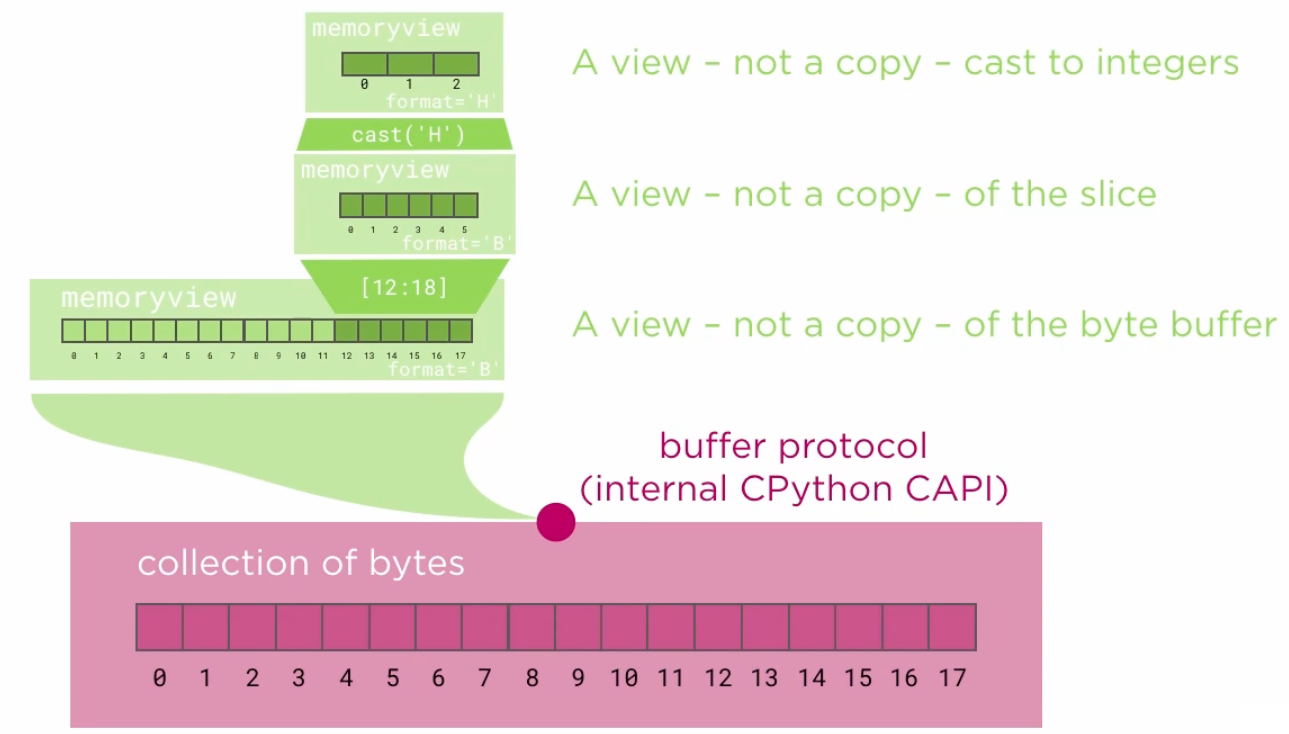 memoryview
0 1 2
format='H'
A view – not a copy – cast to integers
cast('H')
memoryview
0 1 2 3 4 5
format='B'
A view – not a copy – of the slice
[12:18]
memoryview
0 1 2 3 4 5 6 7 8 9 10 11 12 13 14 15 16 17
format='B'
A view – not a copy – of the byte buffer
buffer protocol
(internal CPython CAPI)
collection of bytes
0 1 2 3 4 5 6 7 8 9 10 11 12 13 14 15 16 17